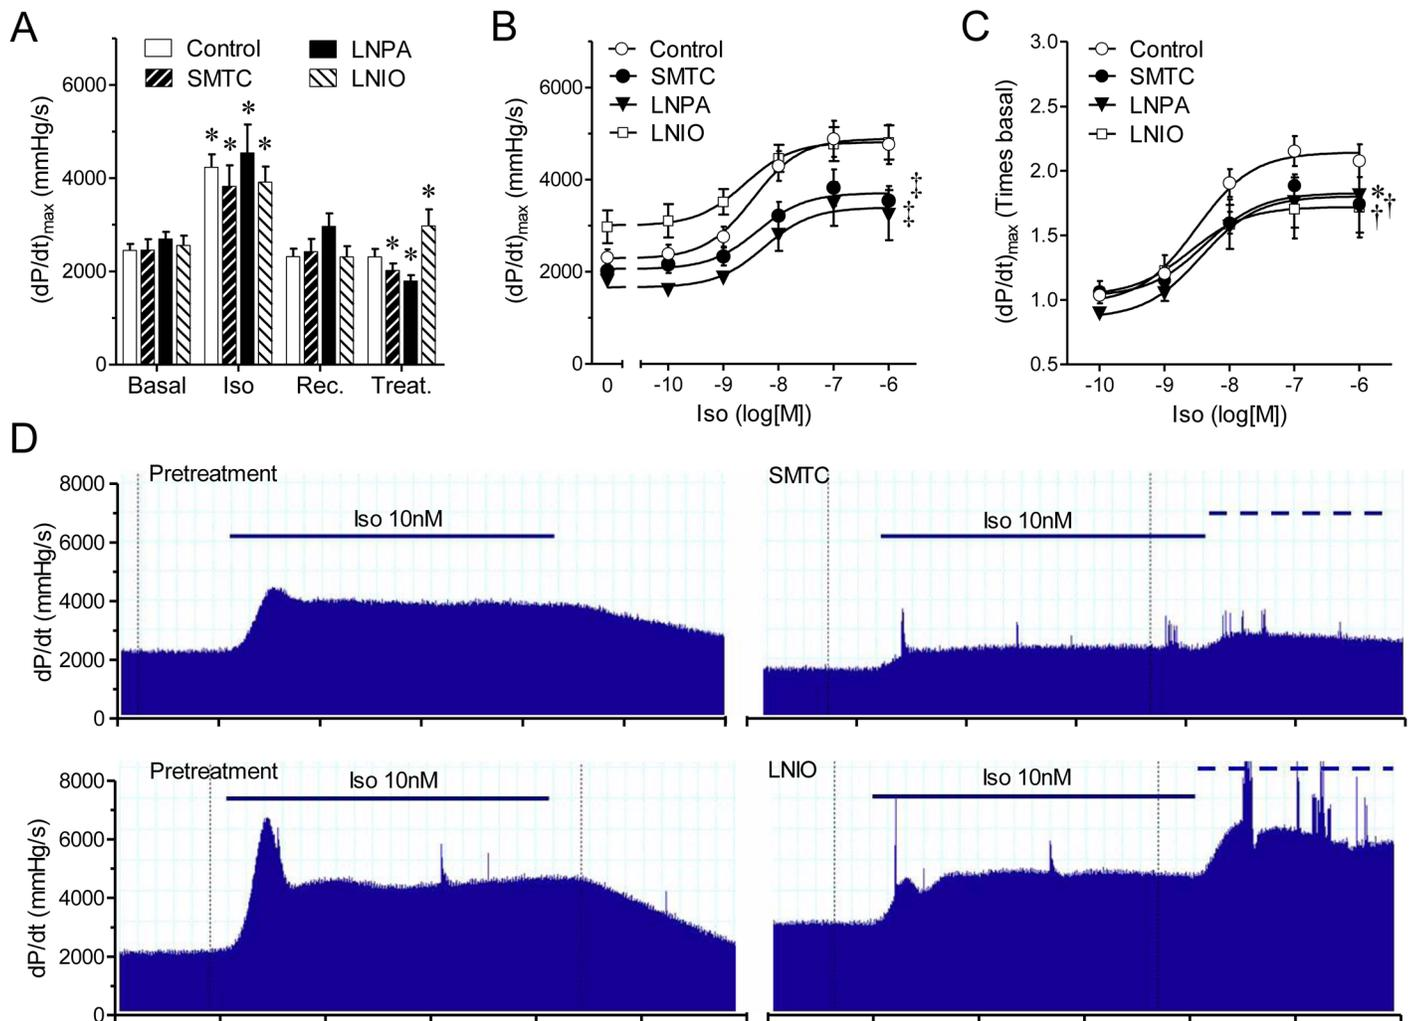 A
(dP/dt)max (mmHg/s)
6000
4000
2000
0
Control
LNPA
SMTC
LNIO
*
*
*
*
*
*
*
Basal
Iso
Rec.
Treat.
B
(dP/dt)max (mmHg/s)
6000
4000
2000
0
Control
SMTC
LNPA
LNIO
‡
‡
0
-10
-9
-8
-7
-6
Iso (log[M])
C
(dP/dt)max (Times basal)
3.0
2.5
2.0
1.5
1.0
0.5
Control
SMTC
LNPA
LNIO
*
†
†
-10
-9
-8
-7
-6
Iso (log[M])
D
dP/dt (mmHg/s)
8000
6000
4000
2000
0
Pretreatment
Iso 10nM
SMTC
Iso 10nM
dP/dt (mmHg/s)
8000
6000
4000
2000
0
Pretreatment
Iso 10nM
LNIO
Iso 10nM